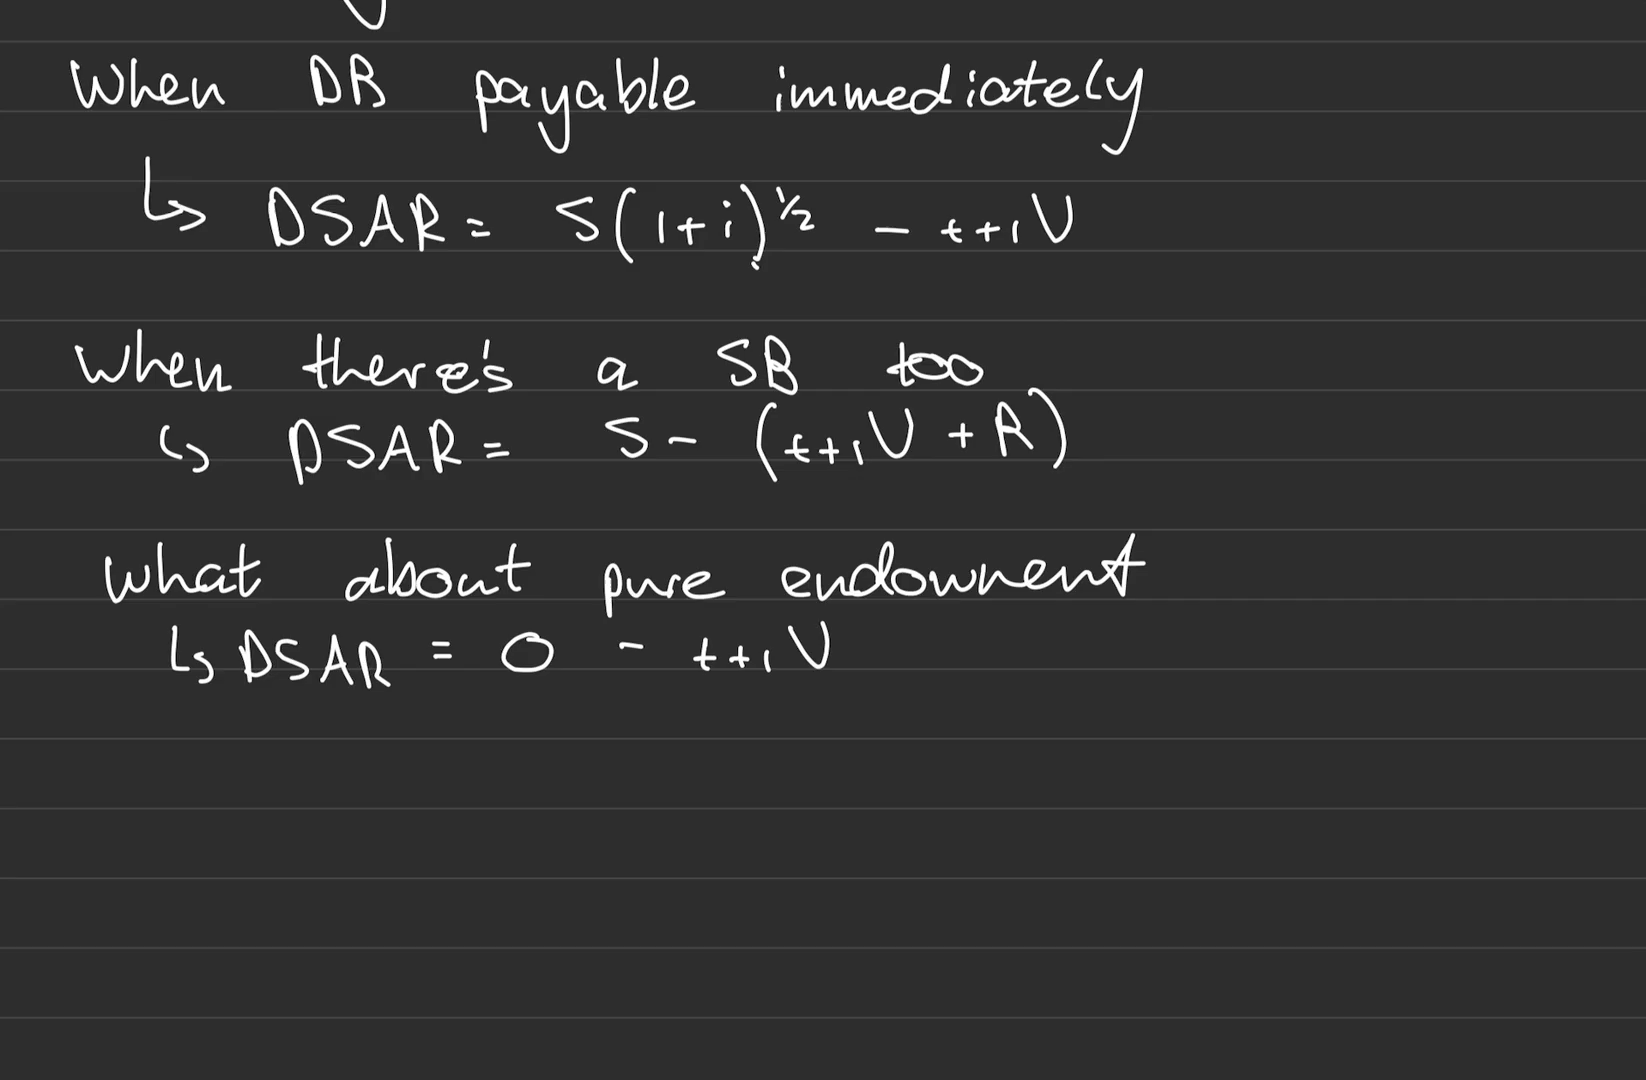 When DB payable immediately
↳ DSAR = S(1+i)^½ - t+1V
When there's a SB too
↳ DSAR = S - (t+1V + R)
What about pure endownent
↳ DSAR = 0 - t+1V